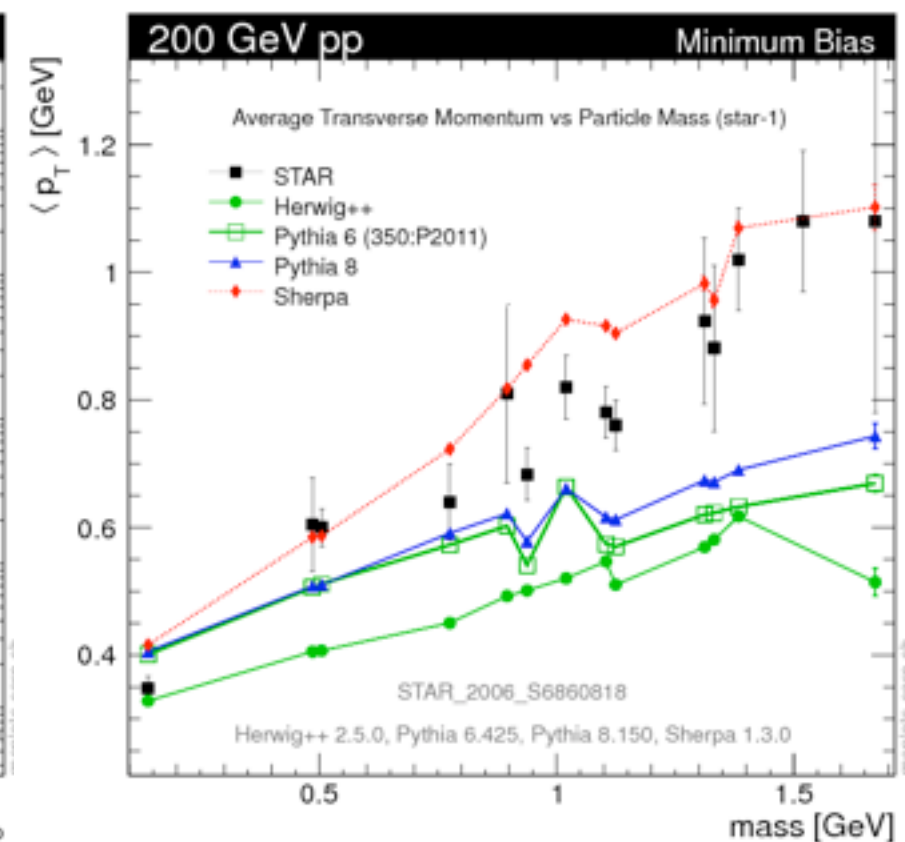 200 GeV pp
Minimum Bias
⟨ p_T ⟩ [GeV]
Average Transverse Momentum vs Particle Mass (star-1)
STAR
Herwig++
Pythia 6 (350:P2011)
Pythia 8
Sherpa
1.2
1
0.8
0.6
0.4
STAR_2006_S6860818
Herwig++ 2.5.0, Pythia 6.425, Pythia 8.150, Sherpa 1.3.0
0.5
1
1.5
mass [GeV]